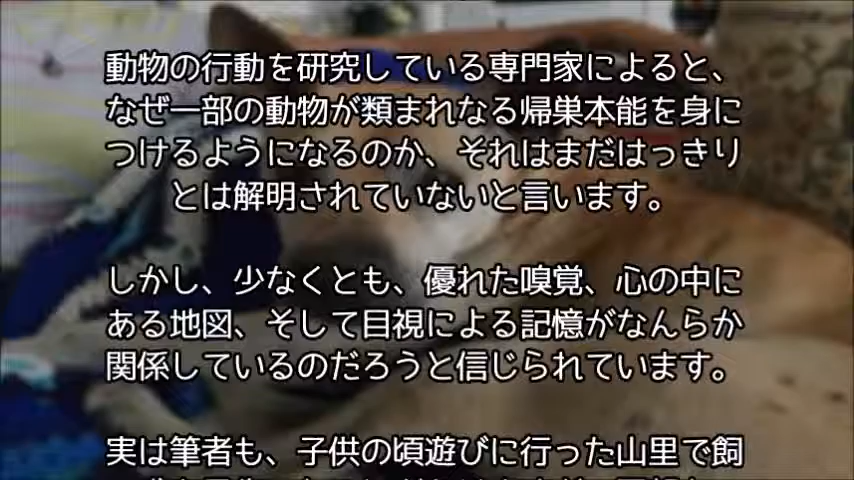 動物の行動を研究している専門家によると、
なぜ一部の動物が類まれなる帰巣本能を身に
つけるようになるのか、それはまだはっきり
とは解明されていないと言います。
しかし、少なくとも、優れた嗅覚、心の中に
ある地図、そして目視による記憶がなんらか
関係しているのだろうと信じられています。
実は筆者も、子供の頃遊びに行った山里で飼